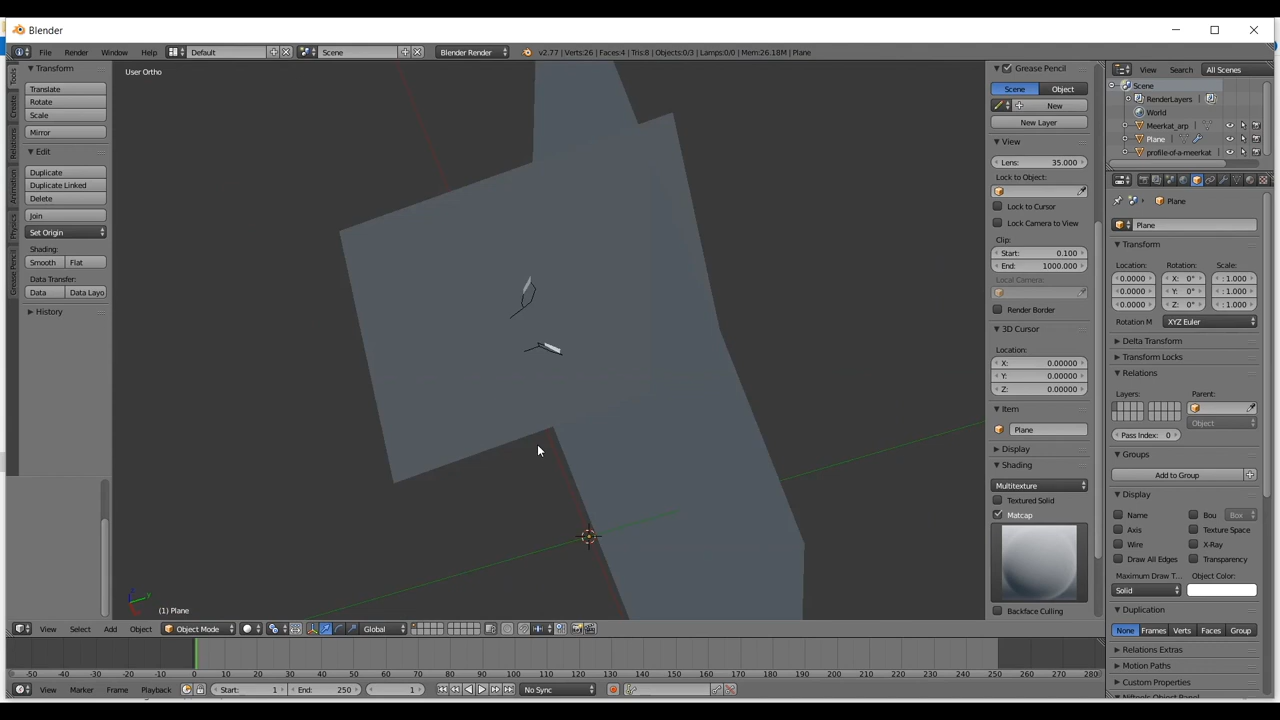 Blender
File Render Window Help Default Scene Blender Render v2.77 | Verts:26 | Faces:4 | Tris:8 | Objects:0/3 | Lamps:0/0 | Mem:26.18M | Plane
Transform
Translate
Rotate
Scale
Mirror
Edit
Duplicate
Duplicate Linked
Delete
Join
Set Origin
Shading:
Smooth Flat
Data Transfer:
Data Data Layo
History
Tools
Create
Relations
Animation
Physics
Grease Pencil
User Ortho
(1) Plane
Grease Pencil
Scene Object
New
New Layer
View
Lens: 35.000
Lock to Object:
Lock to Cursor
Lock Camera to View
Clip:
Start: 0.100
End: 1000.000
Local Camera:
Render Border
3D Cursor
Location:
X: 0.00000
Y: 0.00000
Z: 0.00000
Item
Plane
Display
Shading
Multitexture
Textured Solid
Matcap
Backface Culling
View Search All Scenes
Scene
RenderLayers
World
Meerkat_arp
Plane
profile-of-a-meerkat
Plane
Plane
Transform
Location: Rotation: Scale:
0.0000 X: 0° : 1.000
0.0000 Y: 0° : 1.000
0.0000 Z: 0° : 1.000
Rotation M XYZ Euler
Delta Transform
Transform Locks
Relations
Layers: Parent:
Object
Pass Index: 0
Groups
Add to Group
Display
Name Bou Box
Axis Texture Space
Wire X-Ray
Draw All Edges Transparency
Maximum Draw T... Object Color:
Solid
Duplication
None Frames Verts Faces Group
Relations Extras
Motion Paths
Custom Properties
View Select Add Object Object Mode Global
-50 -40 -30 -20 -10 0 10 20 30 40 50 60 70 80 90 100 110 120 130 140 150 160 170 180 190 200 210 220 230 240 250 260 270 280
View Marker Frame Playback Start: 1 End: 250 1 No Sync